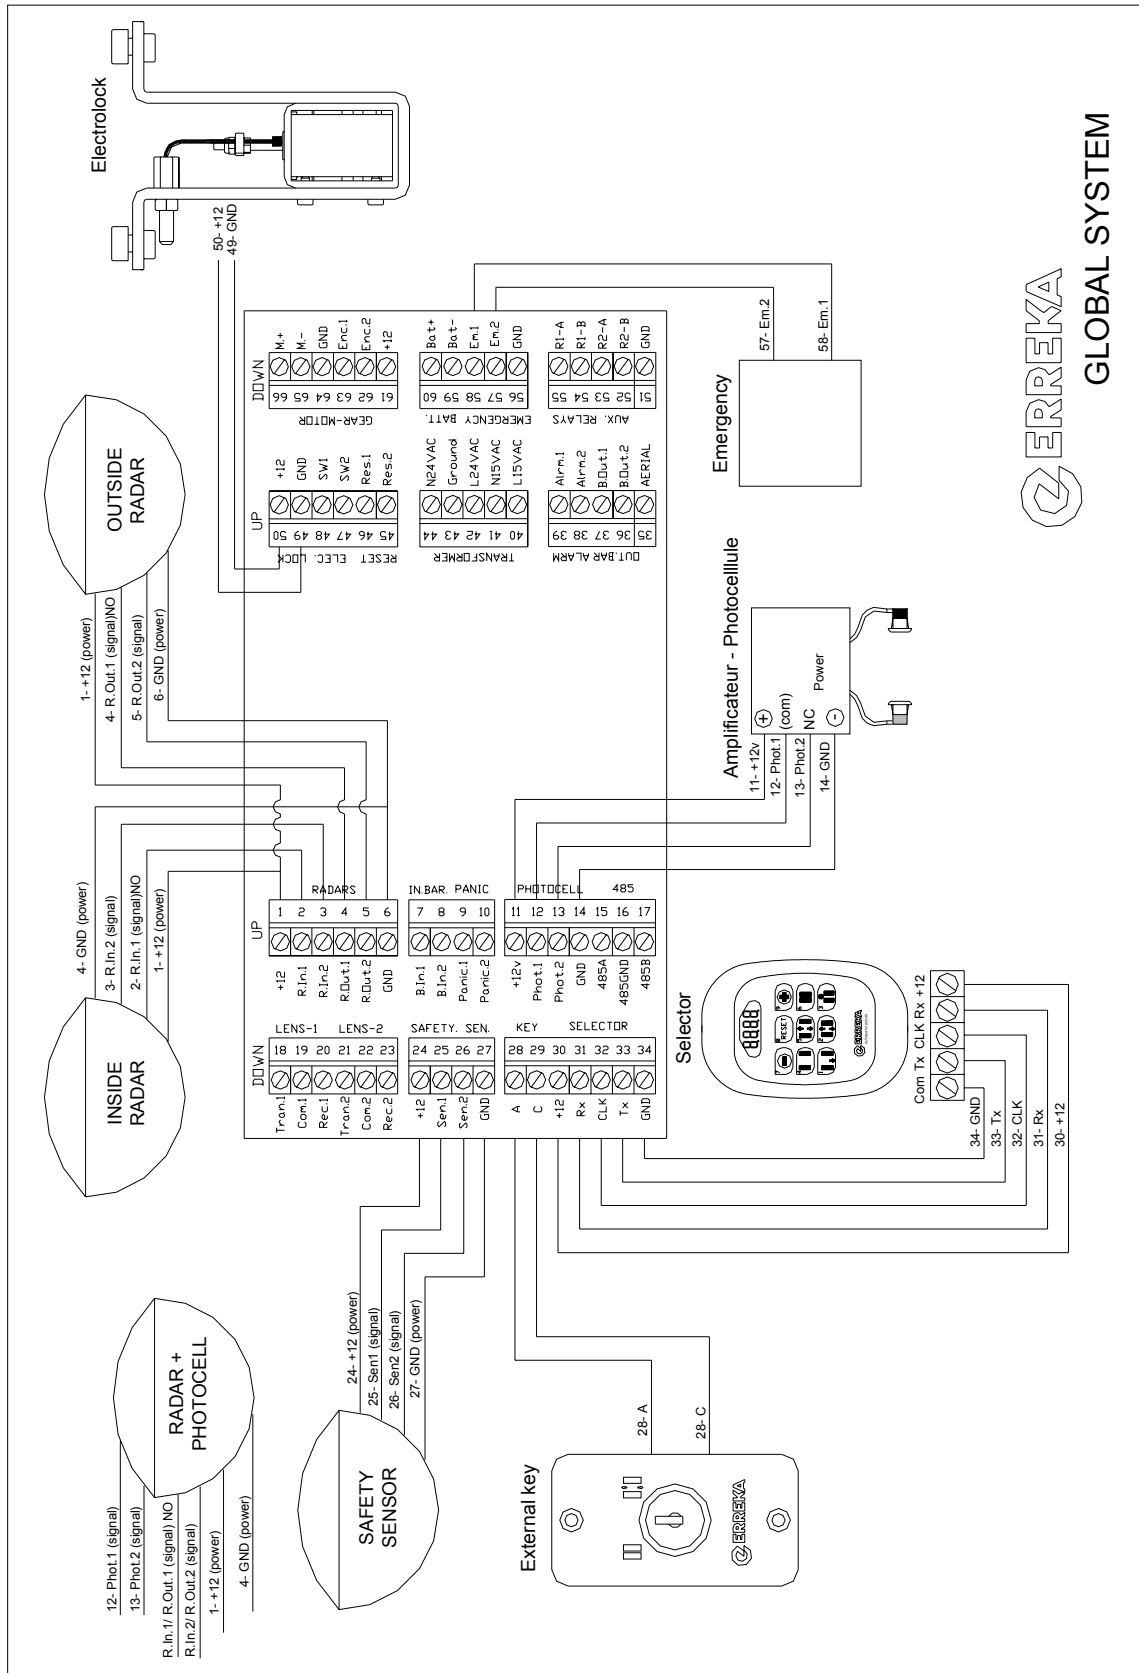 Electrolock
50- +12
49- GND
OUTSIDE
RADAR
1- +12 (power)
4- R.Out.1 (signal)NO
5- R.Out.2 (signal)
6- GND (power)
INSIDE
RADAR
4- GND (power)
3- R.In.2 (signal)
2- R.In.1 (signal)NO
1- +12 (power)
RADAR +
PHOTOCELL
12- Phot.1 (signal)
13- Phot.2 (signal)
R.In.1/ R.Out.1 (signal) NO
R.In.2/ R.Out.2 (signal)
1- +12 (power)
4- GND (power)
SAFETY
SENSOR
24- +12 (power)
25- Sen1 (signal)
26- Sen2 (signal)
27- GND (power)
UP
RADARS
1 2 3 4 5 6
+12 R.In.1 R.In.2 R.Out.1 R.Out.2 GND
IN.BAR. PANIC
7 8 9 10
B.In.1 B.In.2 Panic.1 Panic.2
PHOTOCELL 485
11 12 13 14 15 16 17
+12v Phot.1 Phot.2 GND 485A 485GND 485B
DOWN
LENS-1 LENS-2
18 19 20 21 22 23
Tran.1 Com.1 Rec.1 Tran.2 Com.2 Rec.2
SAFETY. SEN.
24 25 26 27
+12 Sen.1 Sen.2 GND
KEY SELECTOR
28 29 30 31 32 33 34
A C +12 Rx CLK Tx GND
DOWN
M.+ M.- GND Enc.1 Enc.2 +12
66 65 64 63 62 61
GEAR-MOTOR
Bat+ Bat- Em.1 Em.2 GND
60 59 58 57 56
EMERGENCY BATT.
R1-A R1-B R2-A R2-B GND
55 54 53 52 51
AUX. RELAYS
UP
+12 GND SW1 SW2 Res.1 Res.2
50 49 48 47 46 45
RESET ELEC. LOCK
N24VAC Ground L24VAC N15VAC L15VAC
44 43 42 41 40
TRANSFORMER
Alrm.1 Alrm.2 B.Out.1 B.Out.2 AERIAL
39 38 37 36 35
OUT.BAR ALARM
Emergency
57- Em.2
58- Em.1
Amplificateur - Photocelllule
11- +12v
12- Phot.1
13- Phot.2
14- GND
+
(com)
NC
-
Power
Selector
8888
RESET
ERREKA
Com Tx CLK Rx +12
34- GND
33- Tx
32- CLK
31- Rx
30- +12
External key
28- A
28- C
ERREKA
ERREKA
GLOBAL SYSTEM